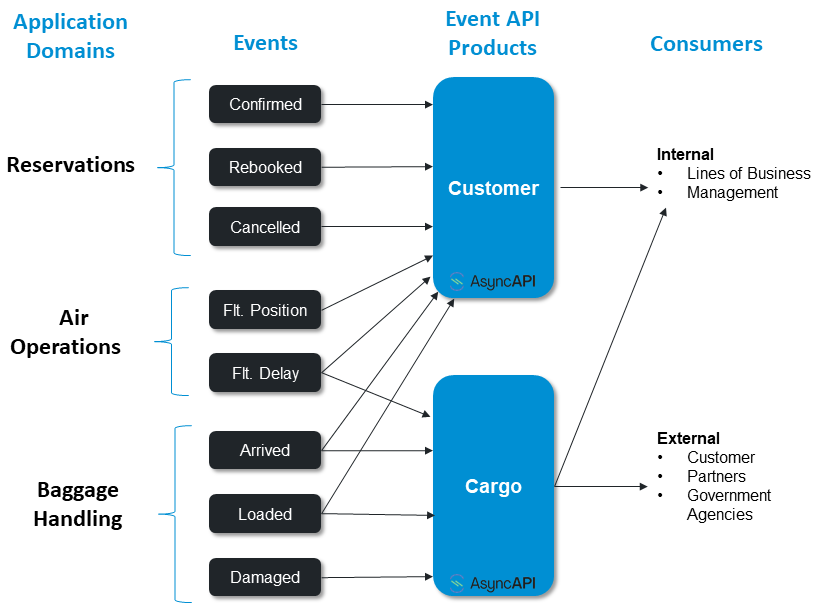 Application
Domains
Events
Event API
Products
Consumers
Reservations
Confirmed
Rebooked
Cancelled
Customer
AsyncAPI
Internal
• Lines of Business
• Management
Air
Operations
Flt. Position
Flt. Delay
Baggage
Handling
Arrived
Loaded
Damaged
Cargo
AsyncAPI
External
• Customer
• Partners
• Government
Agencies